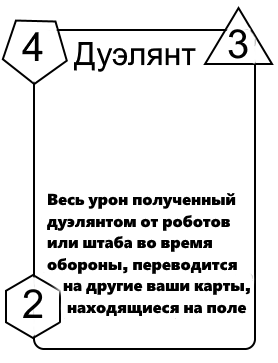 4 Дуэлянт 3
Весь урон полученный
дуэлянтом от роботов
или штаба во время
обороны, переводится
на другие ваши карты,
2 находящиеся на поле